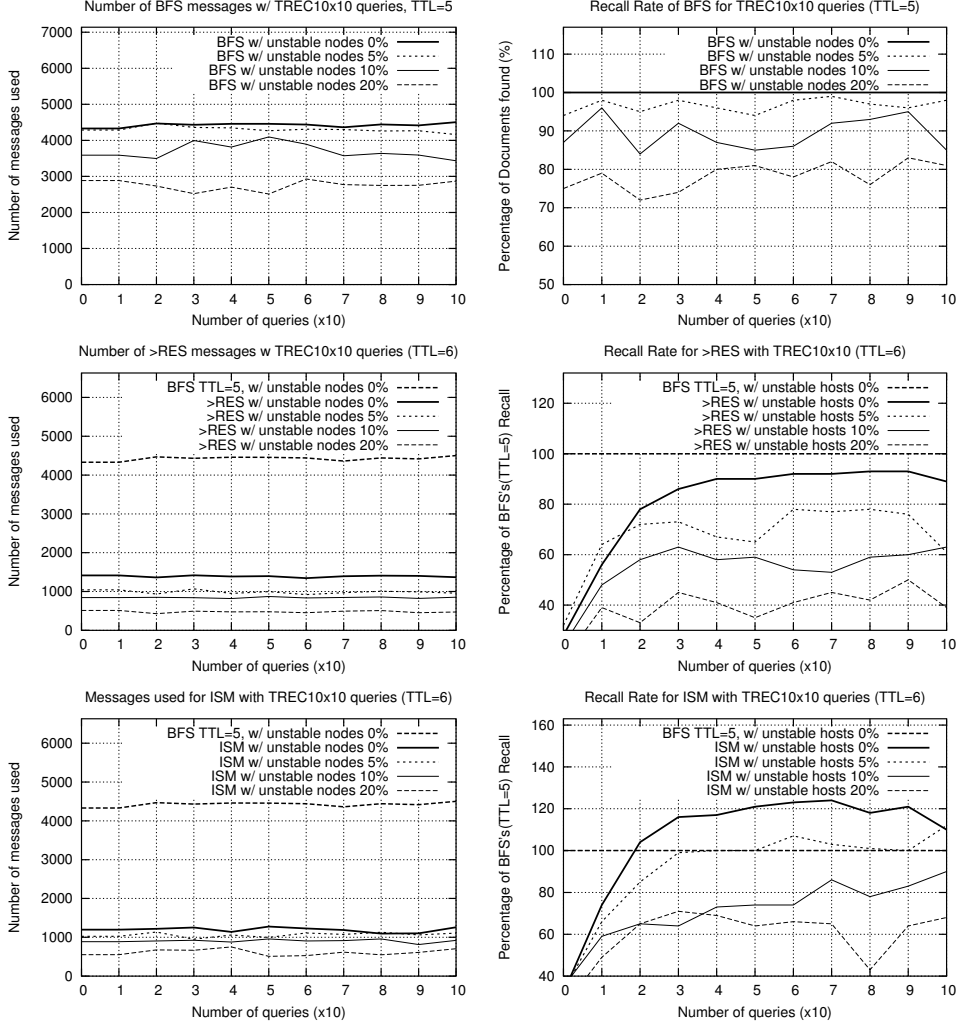 Number of BFS messages w/ TREC10x10 queries, TTL=5
Number of messages used
7000
6000
5000
4000
3000
2000
1000
0
BFS w/ unstable nodes 0%
BFS w/ unstable nodes 5%
BFS w/ unstable nodes 10%
BFS w/ unstable nodes 20%
0 1 2 3 4 5 6 7 8 9 10
Number of queries (x10)
Recall Rate of BFS for TREC10x10 queries (TTL=5)
Percentage of Documents found (%)
110
100
90
80
70
60
50
BFS w/ unstable nodes 0%
BFS w/ unstable nodes 5%
BFS w/ unstable nodes 10%
BFS w/ unstable nodes 20%
0 1 2 3 4 5 6 7 8 9 10
Number of queries (x10)
Number of >RES messages w TREC10x10 queries (TTL=6)
Number of messages used
6000
5000
4000
3000
2000
1000
0
BFS TTL=5, w/ unstable nodes 0%
>RES w/ unstable nodes 0%
>RES w/ unstable nodes 5%
>RES w/ unstable nodes 10%
>RES w/ unstable nodes 20%
0 1 2 3 4 5 6 7 8 9 10
Number of queries (x10)
Recall Rate for >RES with TREC10x10 (TTL=6)
Percentage of BFS's(TTL=5) Recall
120
100
80
60
40
BFS TTL=5, w/ unstable hosts 0%
>RES w/ unstable hosts 0%
>RES w/ unstable hosts 5%
>RES w/ unstable hosts 10%
>RES w/ unstable hosts 20%
0 1 2 3 4 5 6 7 8 9 10
Number of queries (x10)
Messages used for ISM with TREC10x10 queries (TTL=6)
Number of messages used
6000
5000
4000
3000
2000
1000
0
BFS TTL=5, w/ unstable nodes 0%
ISM w/ unstable nodes 0%
ISM w/ unstable nodes 5%
ISM w/ unstable nodes 10%
ISM w/ unstable nodes 20%
0 1 2 3 4 5 6 7 8 9 10
Number of queries (x10)
Recall Rate for ISM with TREC10x10 queries (TTL=6)
Percentage of BFS's(TTL=5) Recall
160
140
120
100
80
60
40
BFS TTL=5, w/ unstable hosts 0%
ISM w/ unstable hosts 0%
ISM w/ unstable hosts 5%
ISM w/ unstable hosts 10%
ISM w/ unstable hosts 20%
0 1 2 3 4 5 6 7 8 9 10
Number of queries (x10)